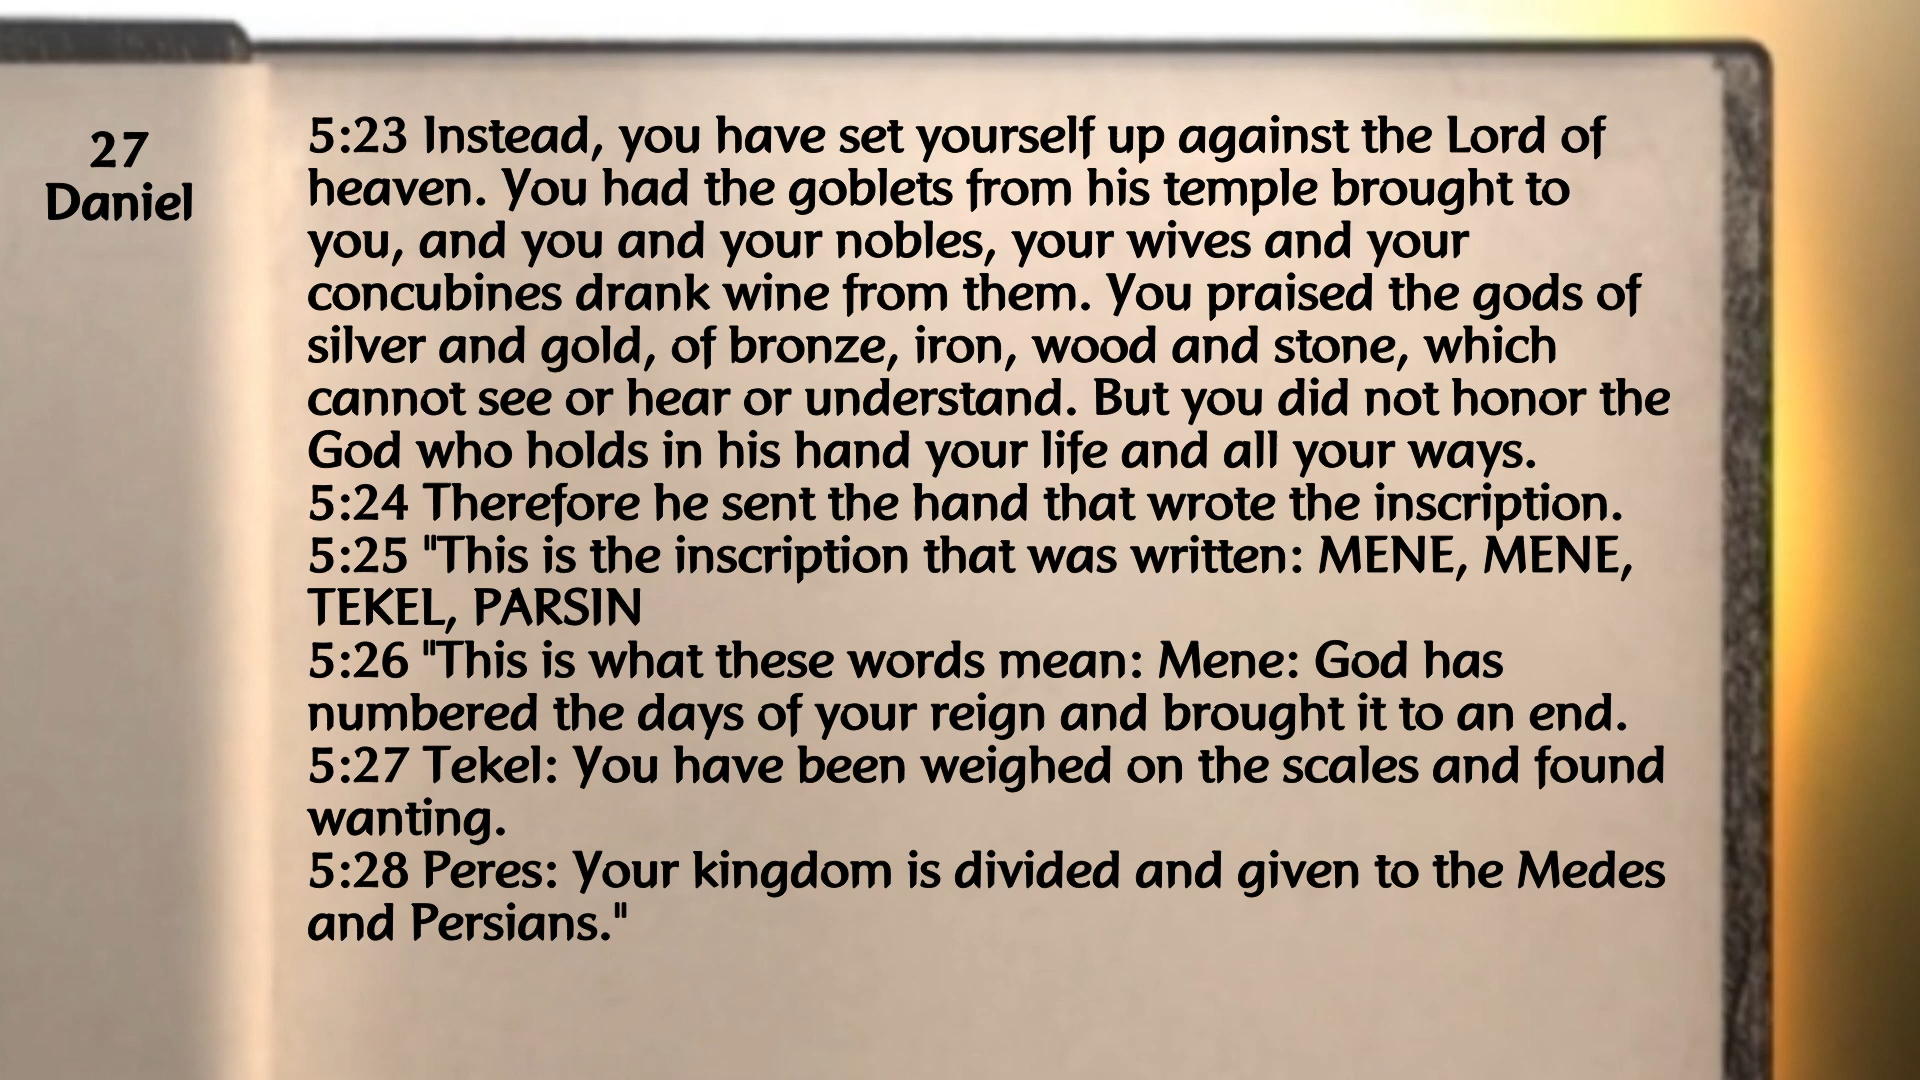 27
Daniel
5:23 Instead, you have set yourself up against the Lord of
heaven. You had the goblets from his temple brought to
you, and you and your nobles, your wives and your
concubines drank wine from them. You praised the gods of
silver and gold, of bronze, iron, wood and stone, which
cannot see or hear or understand. But you did not honor the
God who holds in his hand your life and all your ways.
5:24 Therefore he sent the hand that wrote the inscription.
5:25 "This is the inscription that was written: MENE, MENE,
TEKEL, PARSIN
5:26 "This is what these words mean: Mene: God has
numbered the days of your reign and brought it to an end.
5:27 Tekel: You have been weighed on the scales and found
wanting.
5:28 Peres: Your kingdom is divided and given to the Medes
and Persians."